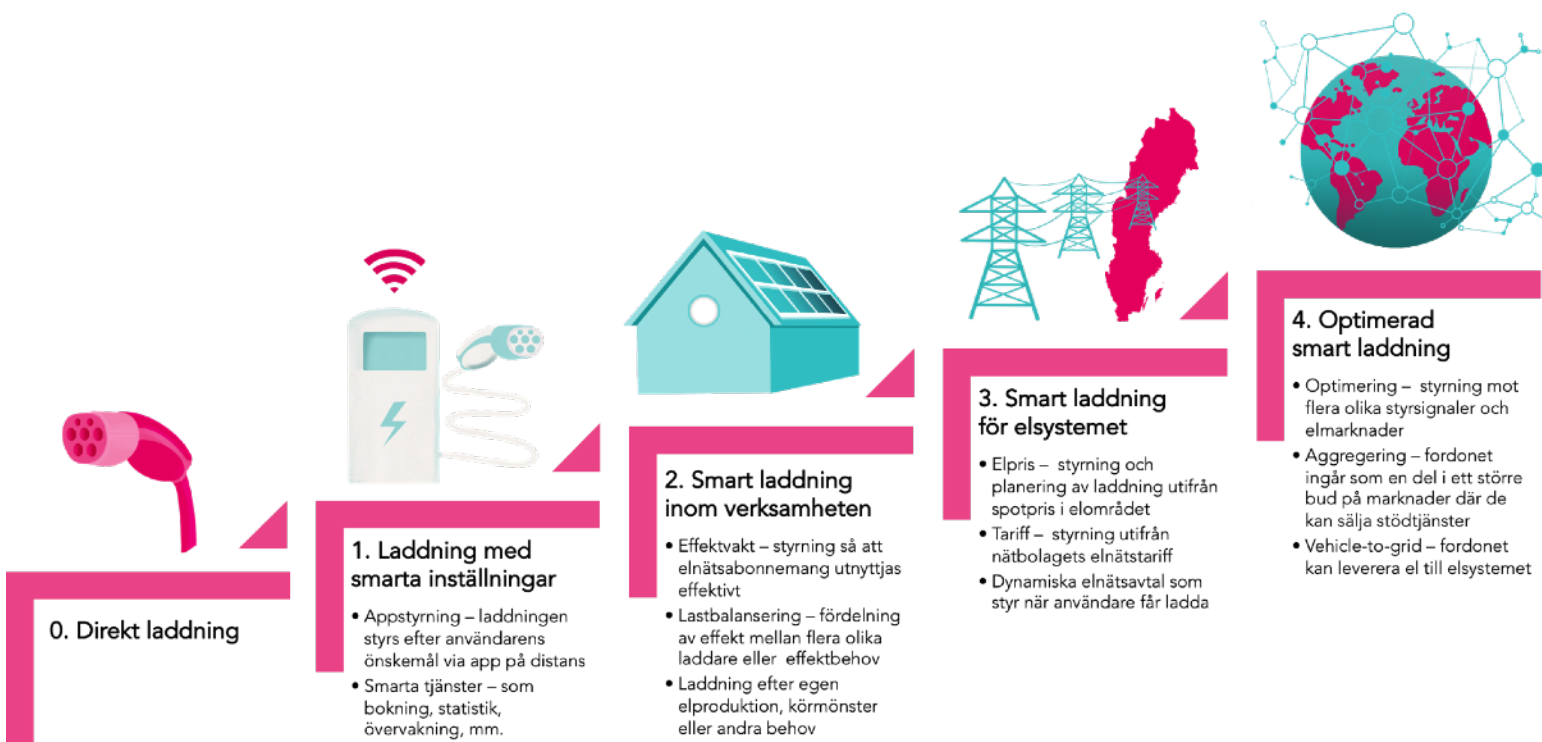 0. Direkt laddning
1. Laddning med
smarta inställningar
• Appstyrning – laddningen
styrs efter användarens
önskemål via app på distans
• Smarta tjänster – som
bokning, statistik,
övervakning, mm.
2. Smart laddning
inom verksamheten
• Effektvakt – styrning så att
elnätsabonnemang utnyttjas
effektivt
• Lastbalansering – fördelning
av effekt mellan flera olika
laddare eller effektbehov
• Laddning efter egen
elproduktion, körmönster
eller andra behov
3. Smart laddning
för elsystemet
• Elpris – styrning och
planering av laddning utifrån
spotpris i elområdet
• Tariff – styrning utifrån
nätbolagets elnätstariff
• Dynamiska elnätsavtal som
styr när användare får ladda
4. Optimerad
smart laddning
• Optimering – styrning mot
flera olika styrsignaler och
elmarknader
• Aggregering – fordonet
ingår som en del i ett större
bud på marknader där de
kan sälja stödtjänster
• Vehicle-to-grid – fordonet
kan leverera el till elsystemet